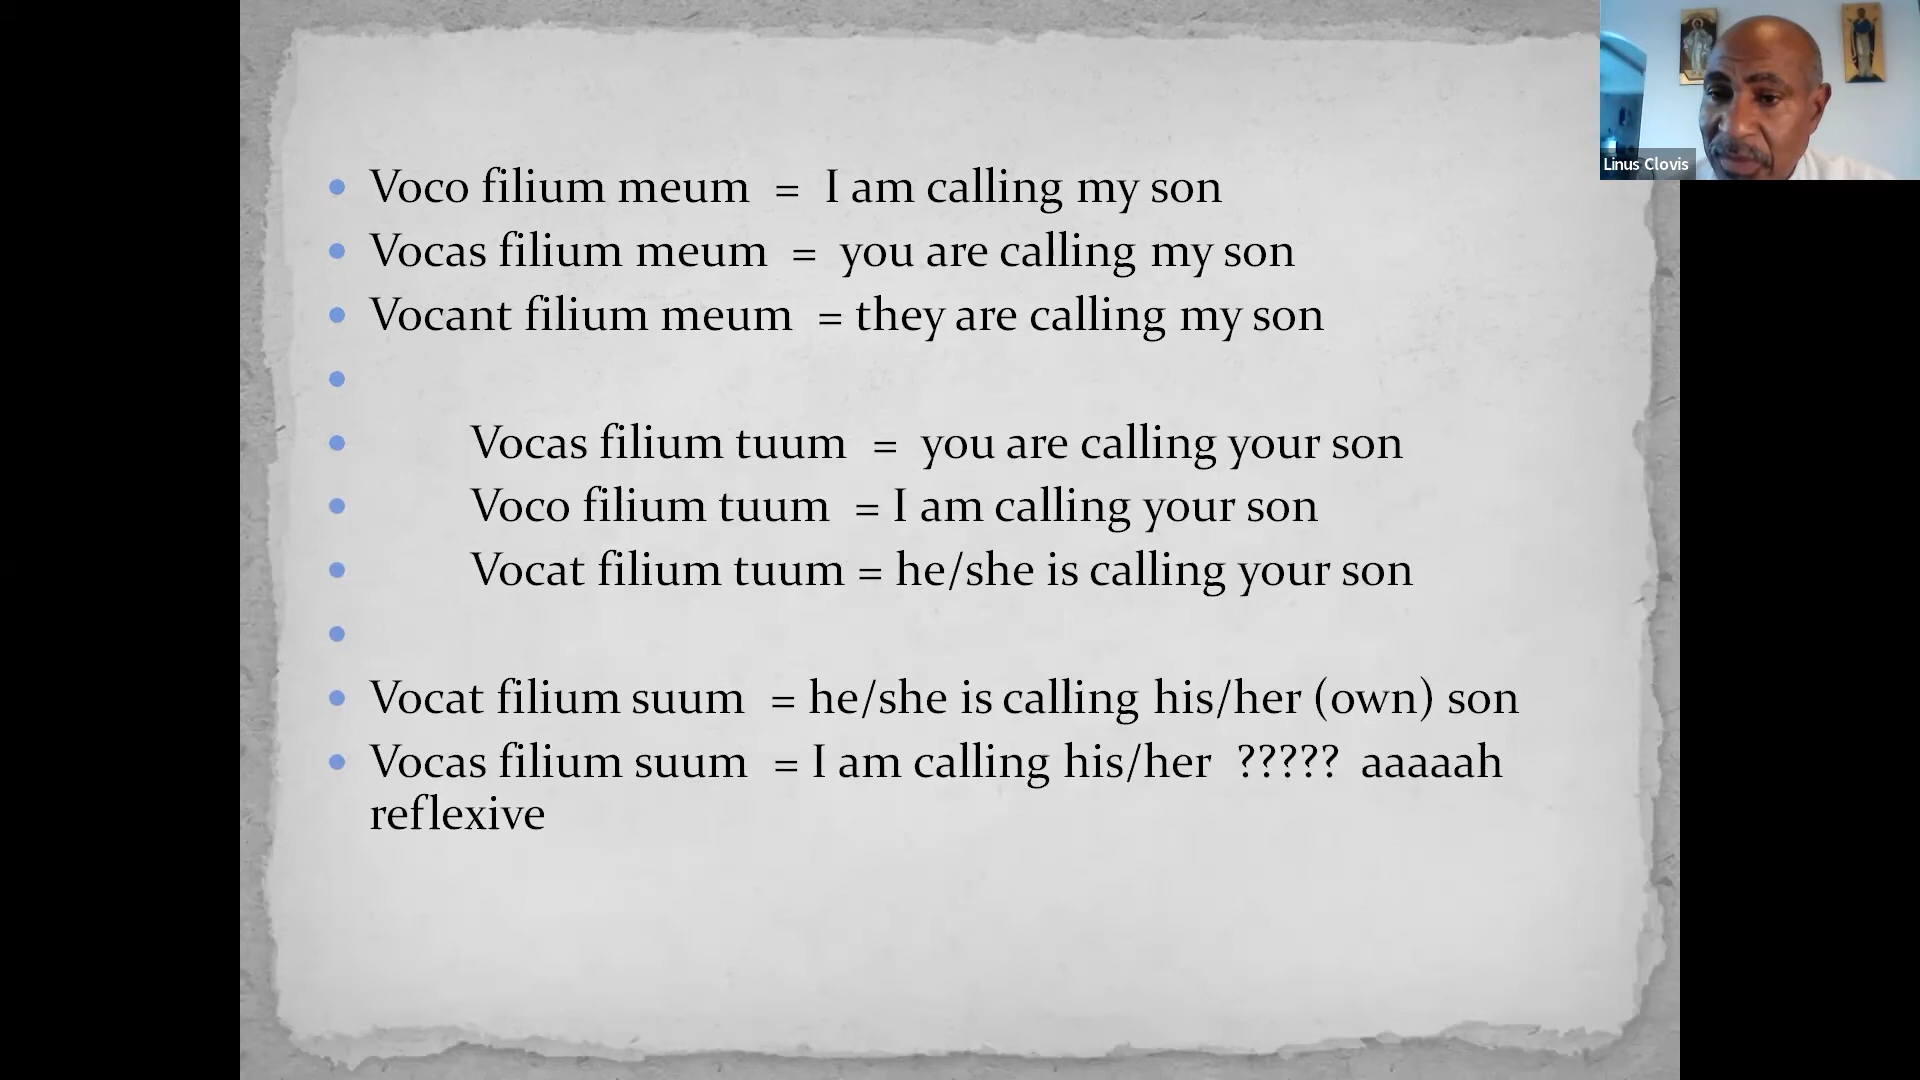 Linus Clovis
Voco filium meum = I am calling my son
Vocas filium meum = you are calling my son
Vocant filium meum = they are calling my son
Vocas filium tuum = you are calling your son
Voco filium tuum = I am calling your son
Vocat filium tuum = he/she is calling your son
Vocat filium suum = he/she is calling his/her (own) son
Vocas filium suum = I am calling his/her ????? aaaaah
reflexive